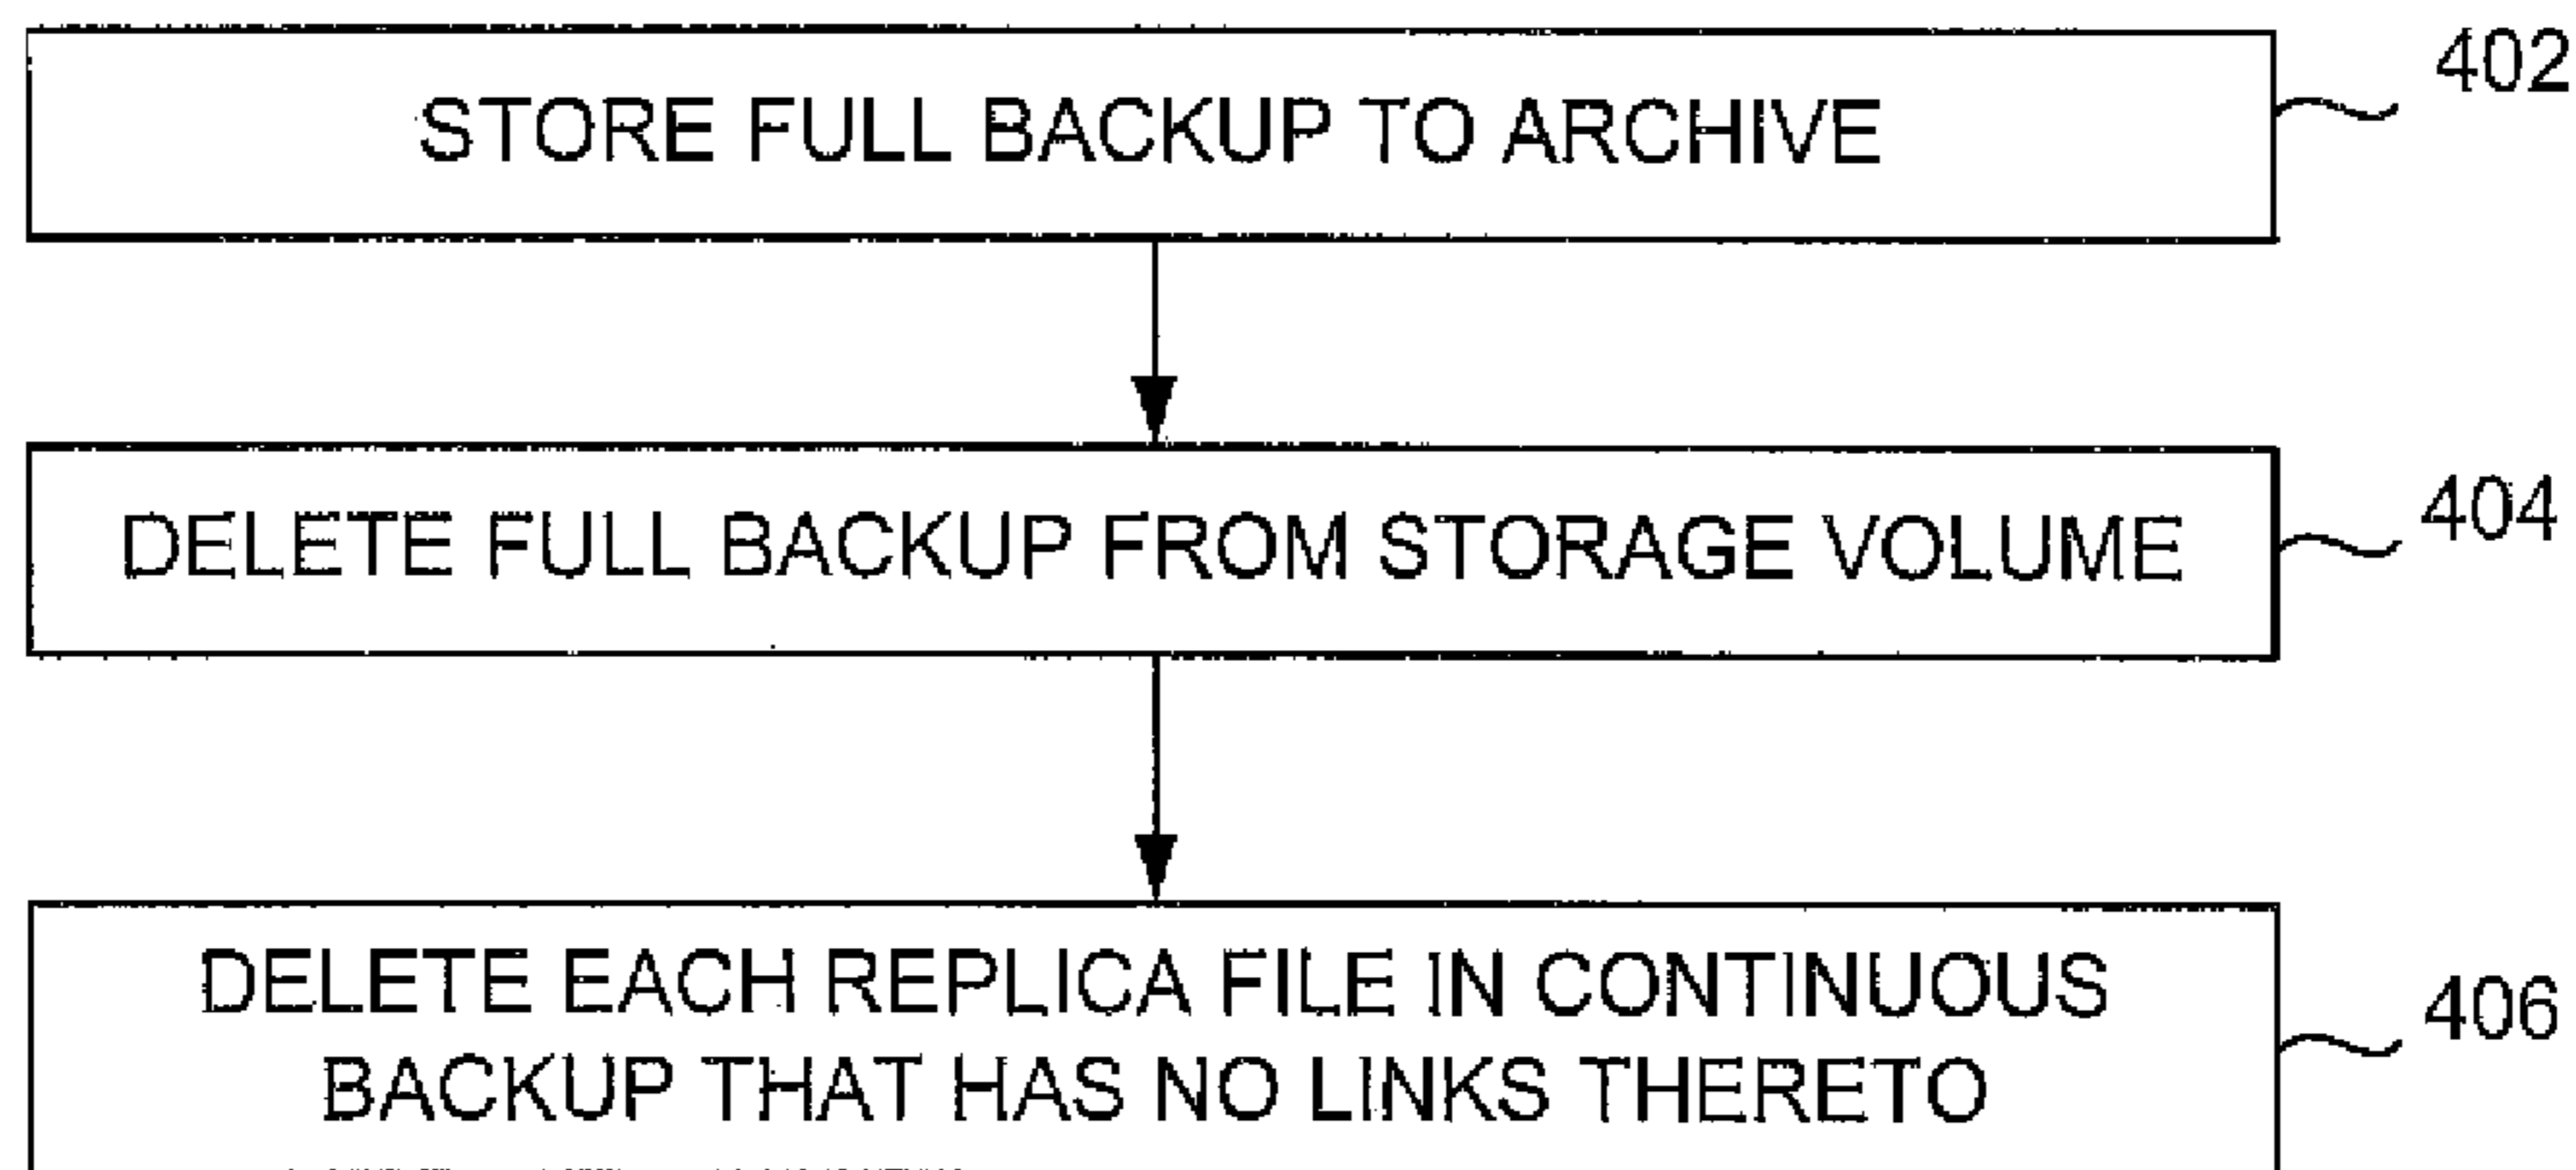 STORE FULL BACKUP TO ARCHIVE
402
DELETE FULL BACKUP FROM STORAGE VOLUME
404
DELETE EACH REPLICA FILE IN CONTINUOUS
BACKUP THAT HAS NO LINKS THERETO
406